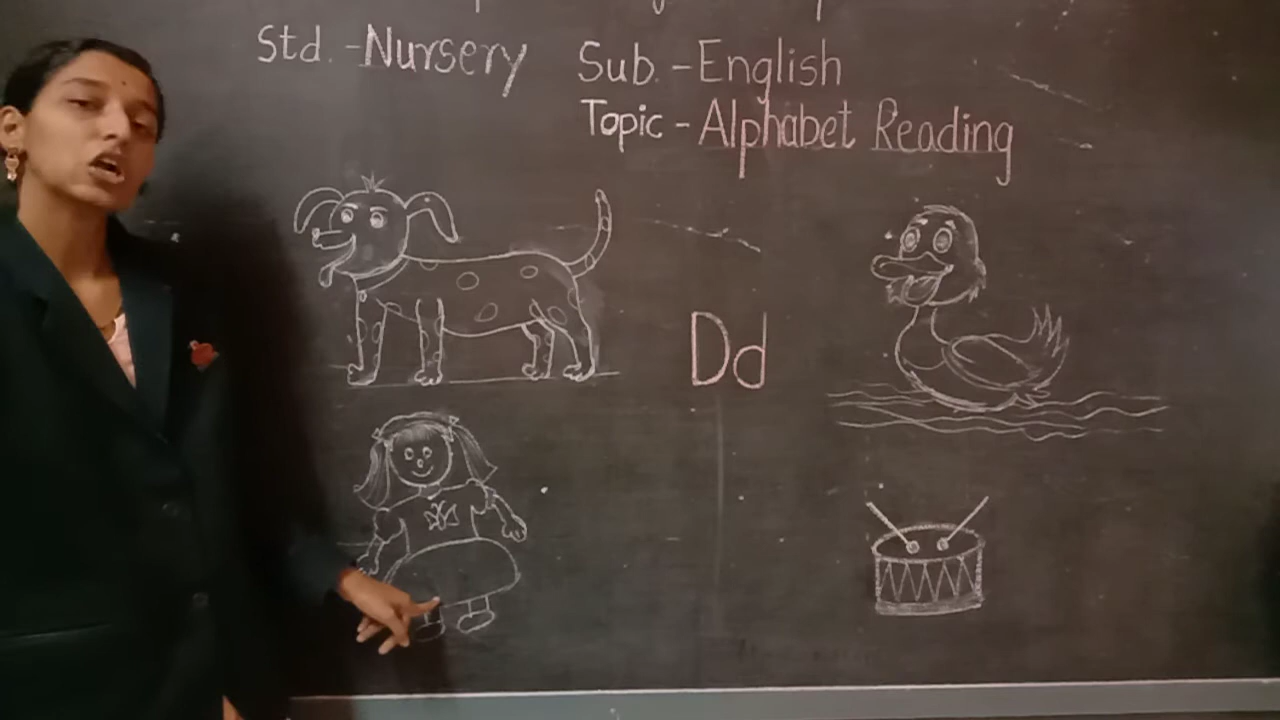 Std. - Nursery
Sub. - English
Topic - Alphabet Reading
Dd